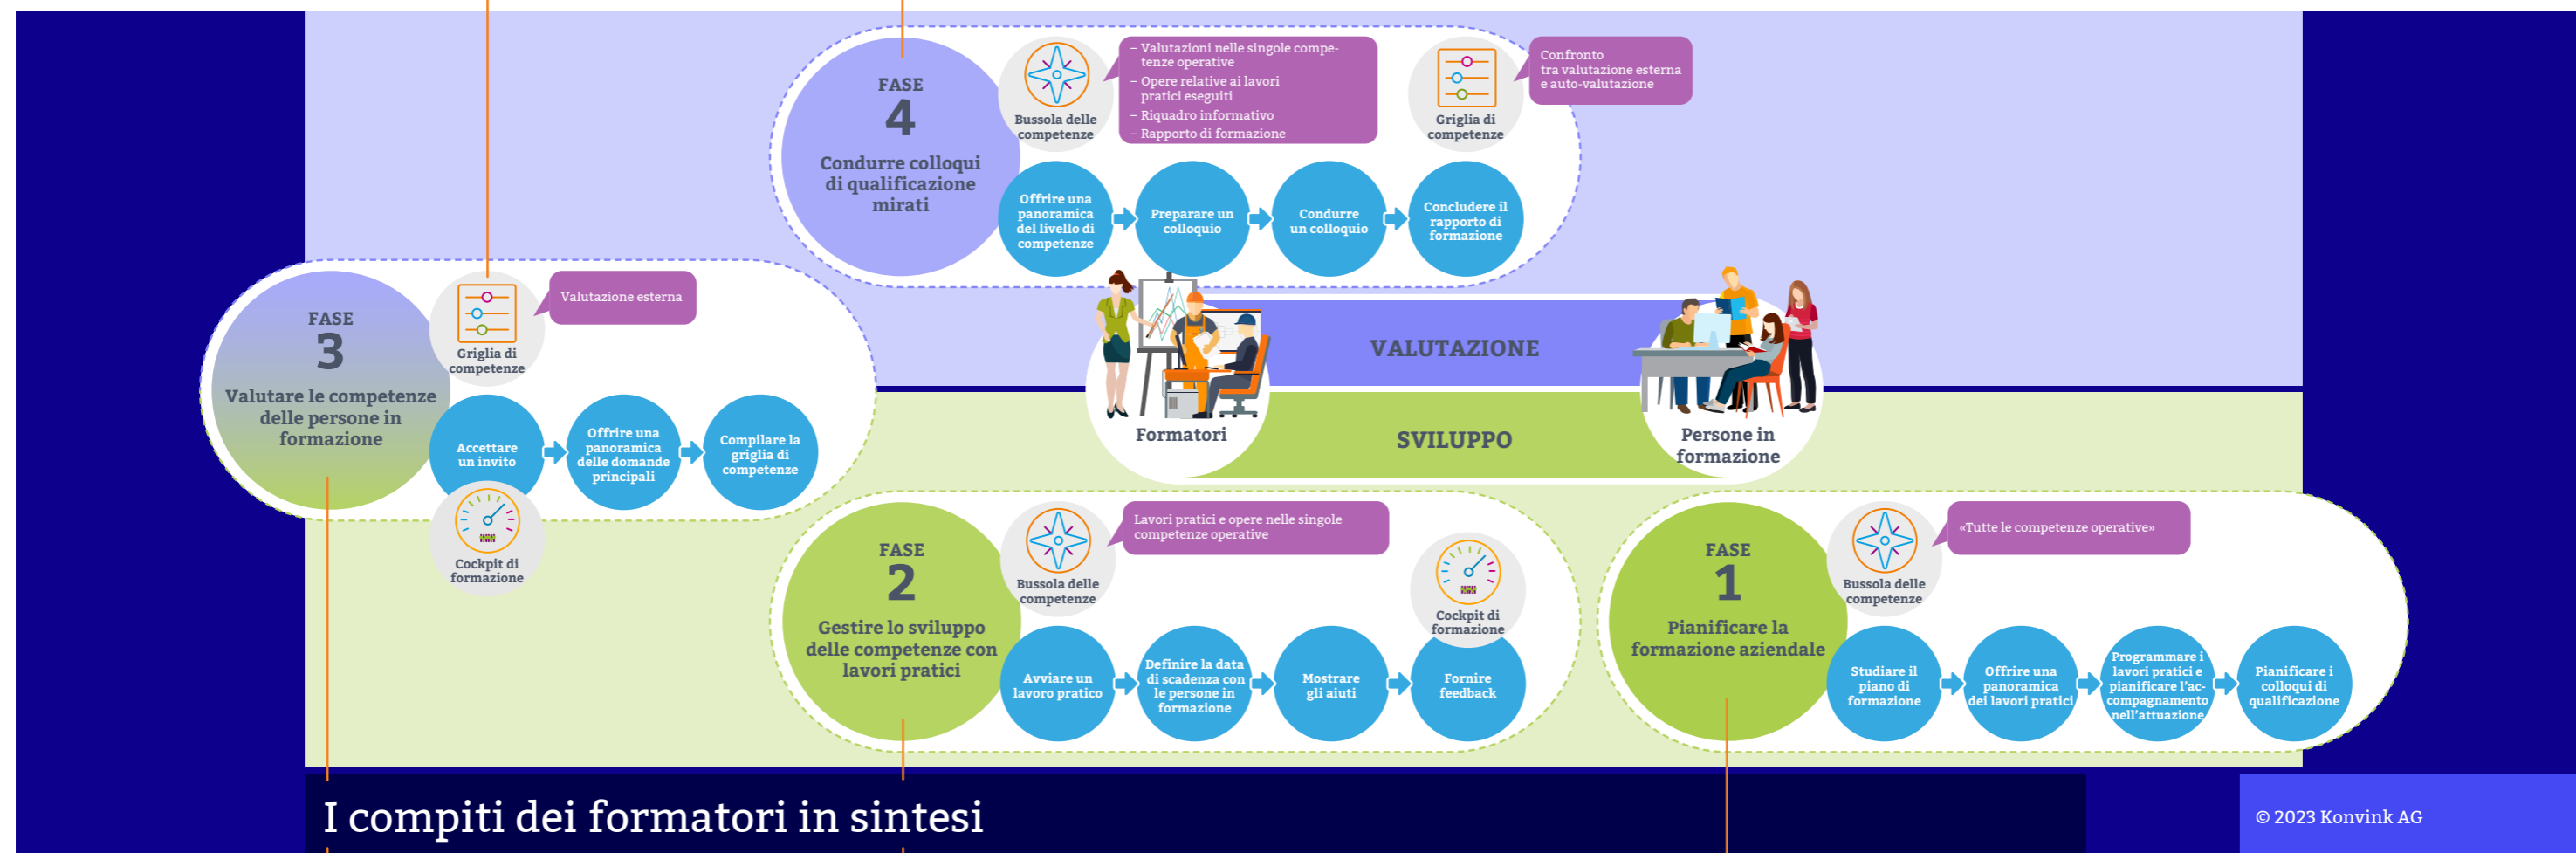 FASE
4
Condurre colloqui
di qualificazione
mirati
Bussola delle
competenze
– Valutazioni nelle singole compe-
tenze operative
– Opere relative ai lavori
pratici eseguiti
– Riquadro informativo
– Rapporto di formazione
Griglia di
competenze
Confronto
tra valutazione esterna
e auto-valutazione
Offrire una
panoramica
del livello di
competenze
Preparare un
colloquio
Condurre
un colloquio
Concludere il
rapporto di
formazione
FASE
3
Valutare le competenze
delle persone in
formazione
Griglia di
competenze
Valutazione esterna
Accettare
un invito
Offrire una
panoramica
delle domande
principali
Compilare la
griglia di
competenze
Cockpit di
formazione
VALUTAZIONE
SVILUPPO
Formatori
Persone in
formazione
FASE
2
Gestire lo sviluppo
delle competenze con
lavori pratici
Bussola delle
competenze
Lavori pratici e opere nelle singole
competenze operative
Cockpit di
formazione
Avviare un
lavoro pratico
Definire la data
di scadenza con
le persone in
formazione
Mostrare
gli aiuti
Fornire
feedback
FASE
1
Pianificare la
formazione aziendale
Bussola delle
competenze
«Tutte le competenze operative»
Studiare il
piano di
formazione
Offrire una
panoramica
dei lavori pratici
Programmare i
lavori pratici e
pianificare l'ac-
compagnamento
nell'attuazione
Pianificare i
colloqui di
qualificazione
I compiti dei formatori in sintesi
© 2023 Konvink AG